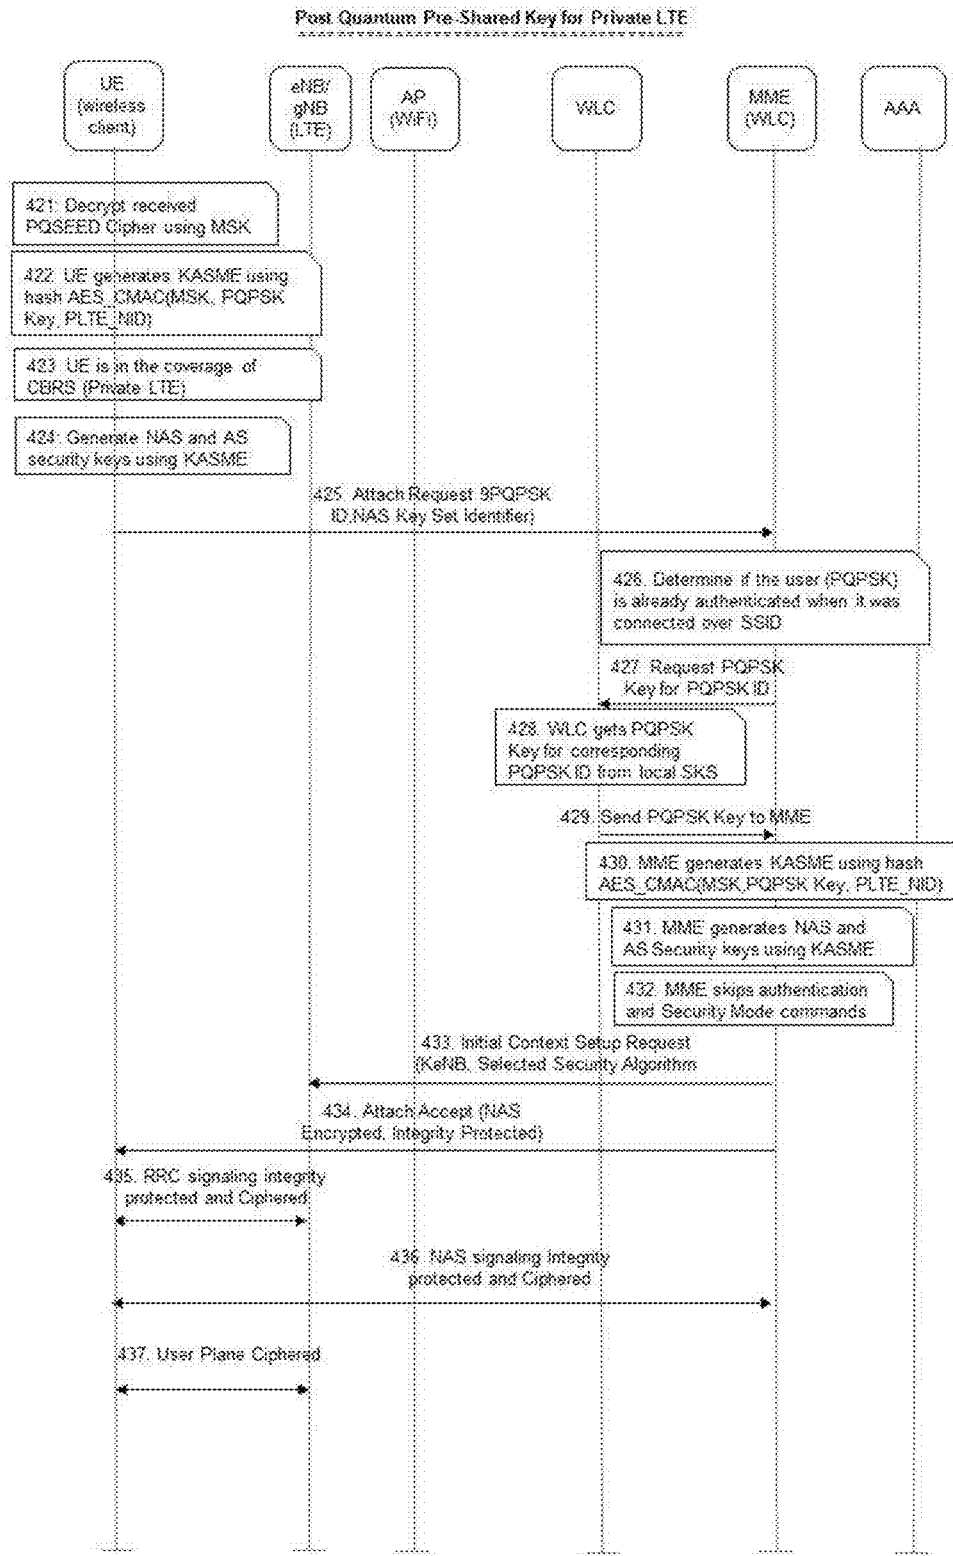 Post Quantum Pre-Shared Key for Private LTE
UE
(wireless
client)
eNB/
gNB
(LTE)
AP
(WiFi)
WLC
MME
(WLC)
AAA
421: Decrypt received
PQSEED Cipher using MSK
422. UE generates KASME using
hash AES_CMAC(MSK, PQPSK
Key, PLTE_NID)
423. UE is in the coverage of
CBRS (Private LTE)
424: Generate NAS and AS
security keys using KASME
425. Attach Request 9PQPSK
ID,NAS Key Set Identifier)
426. Determine if the user (PQPSK)
is already authenticated when it was
connected over SSID
427. Request PQPSK
Key for PQPSK ID
428. WLC gets PQPSK
Key for corresponding
PQPSK ID from local SKS
429. Send PQPSK Key to MME
430. MME generates KASME using hash
AES_CMAC(MSK,PQPSK Key, PLTE_NID)
431. MME generates NAS and
AS Security keys using KASME
432. MME skips authentication
and Security Mode commands
433. Initial Context Setup Request
(KeNB, Selected Security Algorithm
434. Attach Accept (NAS
Encrypted, Integrity Protected)
435. RRC signaling integrity
protected and Ciphered
436. NAS signaling Integrity
protected and Ciphered
437. User Plane Ciphered